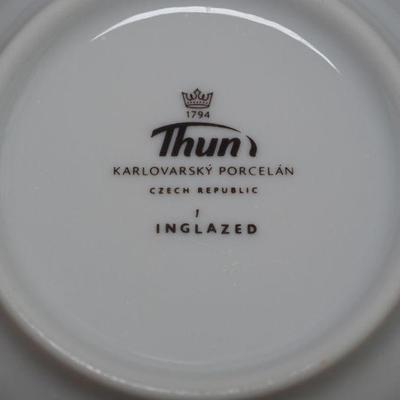 1794
Thun
KARLOVARSKÝ PORCELÁN
CZECH REPUBLIC
1
INGLAZED